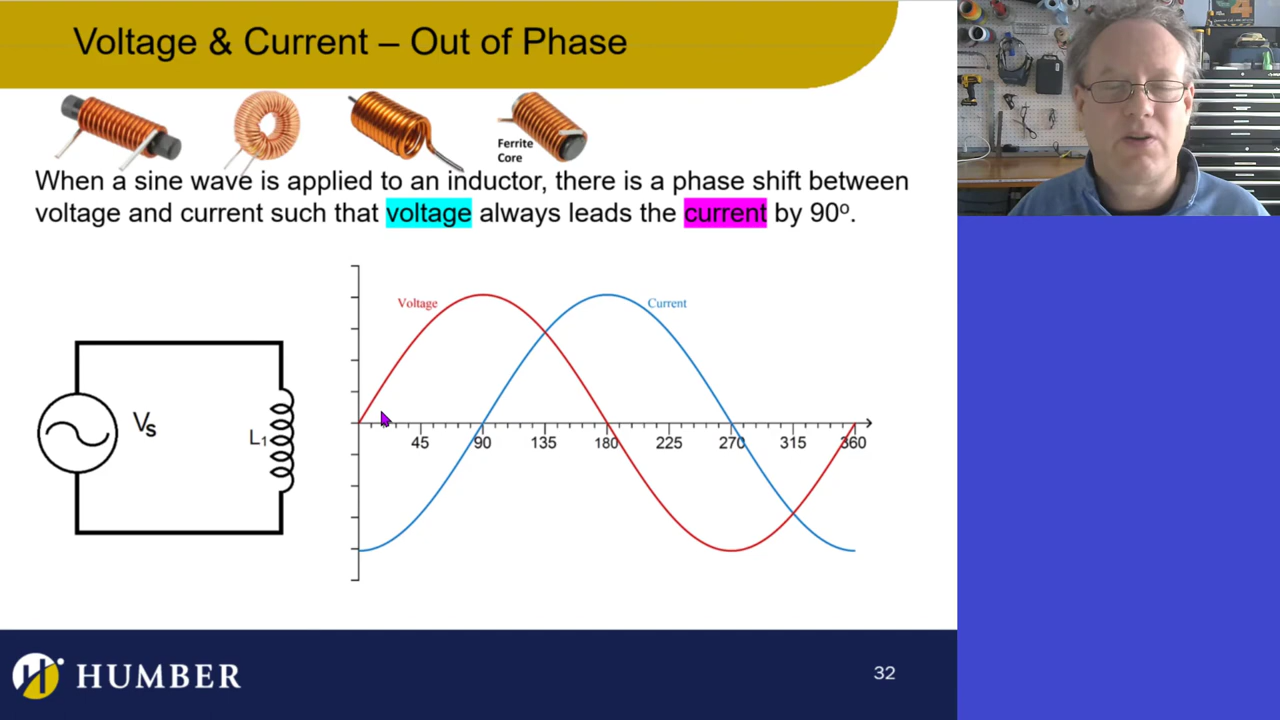 Voltage & Current – Out of Phase
Ferrite
Core
When a sine wave is applied to an inductor, there is a phase shift between
voltage and current such that voltage always leads the current by 90º.
Voltage
Current
Vs
L1
45 90 135 180 225 270 315 360
HUMBER
32